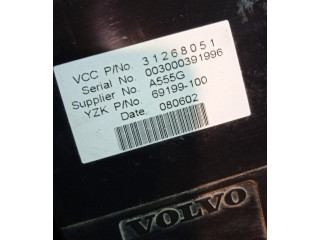 VCC P/No. 31268051
Serial No. 003000391996
Supplier No. A555G
YZK P/No. 69199-100
Date. 080602
VOLVO